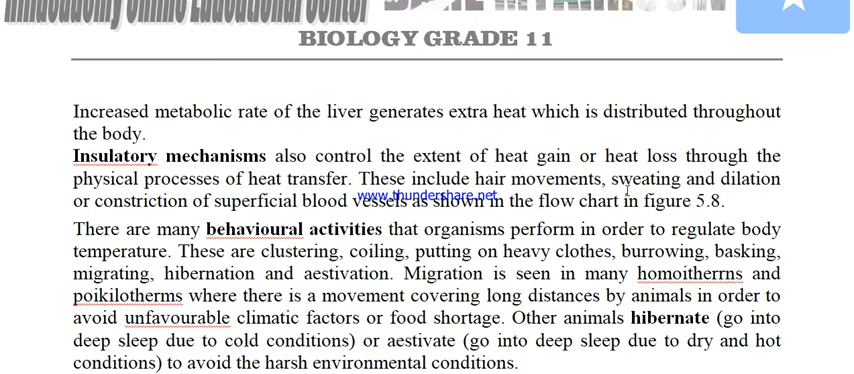 Online Educational Center
BIOLOGY GRADE 11
Increased metabolic rate of the liver generates extra heat which is distributed throughout
the body.
Insulatory mechanisms also control the extent of heat gain or heat loss through the
physical processes of heat transfer. These include hair movements, sweating and dilation
or constriction of superficial blood vessels as shown in the flow chart in figure 5.8.
www.thundershare.net
There are many behavioural activities that organisms perform in order to regulate body
temperature. These are clustering, coiling, putting on heavy clothes, burrowing, basking,
migrating, hibernation and aestivation. Migration is seen in many homoitherrns and
poikilotherms where there is a movement covering long distances by animals in order to
avoid unfavourable climatic factors or food shortage. Other animals hibernate (go into
deep sleep due to cold conditions) or aestivate (go into deep sleep due to dry and hot
conditions) to avoid the harsh environmental conditions.